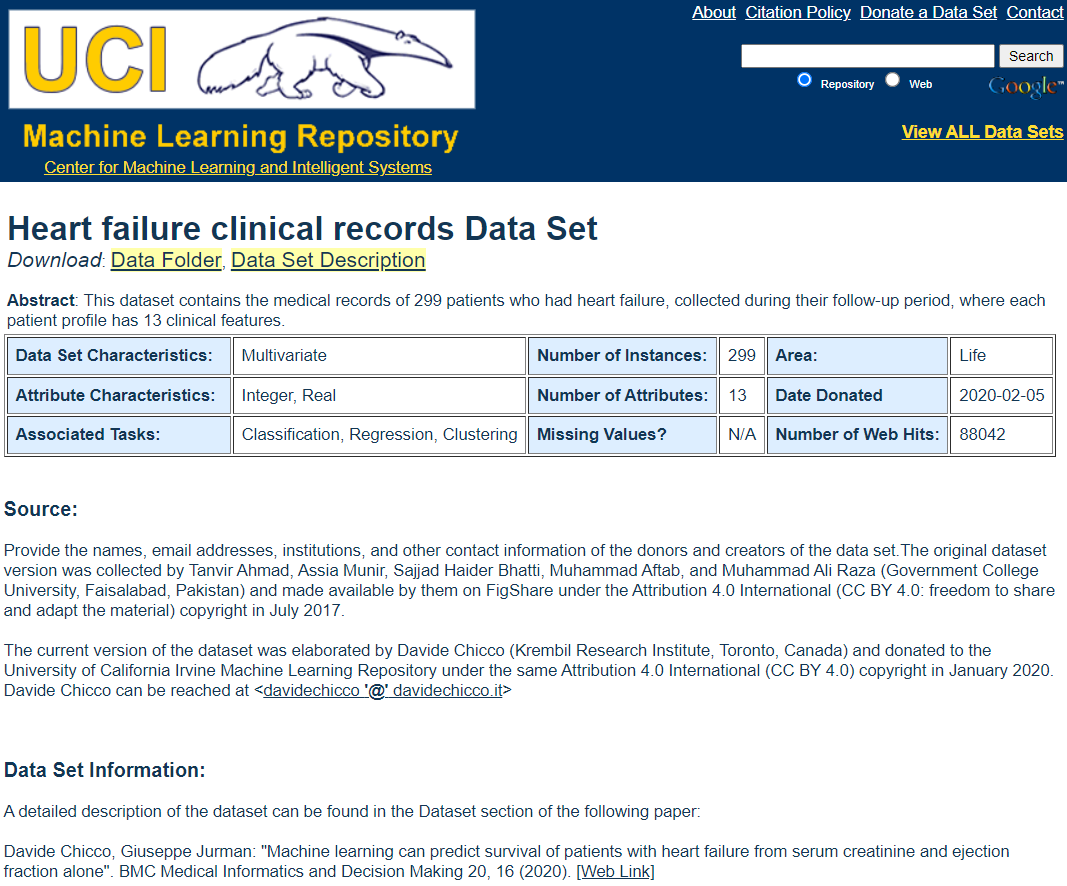 UCI
Machine Learning Repository
Center for Machine Learning and Intelligent Systems
About Citation Policy Donate a Data Set Contact
Search
Repository Web Google™
View ALL Data Sets
Heart failure clinical records Data Set
Download: Data Folder, Data Set Description
Abstract: This dataset contains the medical records of 299 patients who had heart failure, collected during their follow-up period, where each
patient profile has 13 clinical features.
Data Set Characteristics: Multivariate Number of Instances: 299 Area: Life
Attribute Characteristics: Integer, Real Number of Attributes: 13 Date Donated 2020-02-05
Associated Tasks: Classification, Regression, Clustering Missing Values? N/A Number of Web Hits: 88042
Source:
Provide the names, email addresses, institutions, and other contact information of the donors and creators of the data set.The original dataset
version was collected by Tanvir Ahmad, Assia Munir, Sajjad Haider Bhatti, Muhammad Aftab, and Muhammad Ali Raza (Government College
University, Faisalabad, Pakistan) and made available by them on FigShare under the Attribution 4.0 International (CC BY 4.0: freedom to share
and adapt the material) copyright in July 2017.
The current version of the dataset was elaborated by Davide Chicco (Krembil Research Institute, Toronto, Canada) and donated to the
University of California Irvine Machine Learning Repository under the same Attribution 4.0 International (CC BY 4.0) copyright in January 2020.
Davide Chicco can be reached at <davidechicco '@' davidechicco.it>
Data Set Information:
A detailed description of the dataset can be found in the Dataset section of the following paper:
Davide Chicco, Giuseppe Jurman: "Machine learning can predict survival of patients with heart failure from serum creatinine and ejection
fraction alone". BMC Medical Informatics and Decision Making 20, 16 (2020). [Web Link]